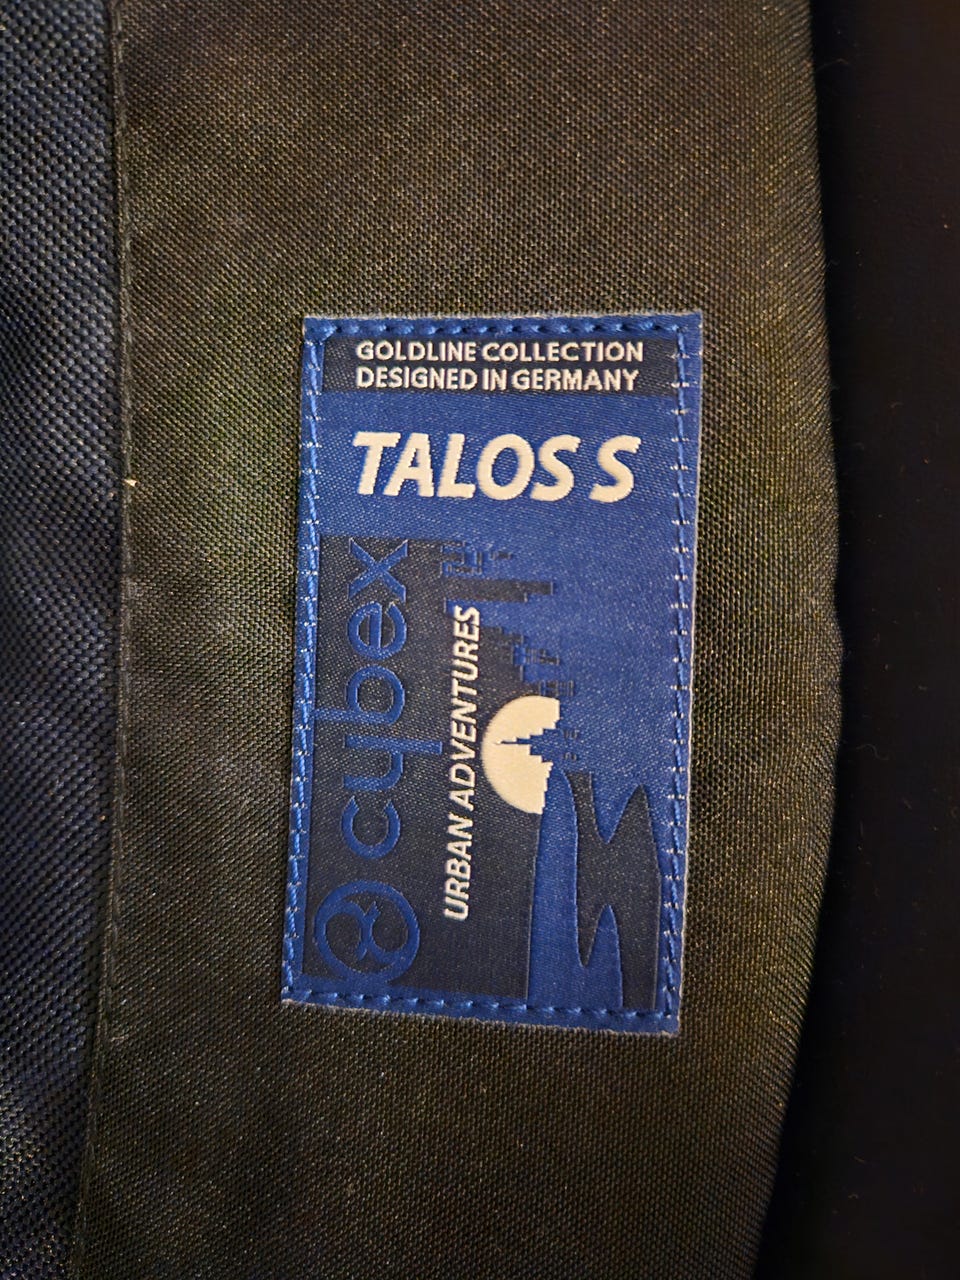 GOLDLINE COLLECTION
DESIGNED IN GERMANY
TALOS S
cybex
URBAN ADVENTURES